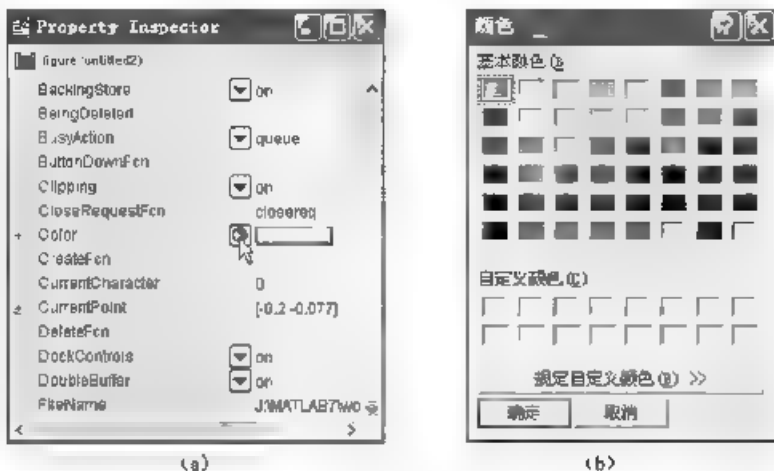 Property Inspector
figure (untitled2)
BackingStore on
BeingDeleted
BusyAction queue
ButtonDownFcn
Clipping on
CloseRequestFcn closereq
+ Color
CreateFcn
CurrentCharacter 0
+ CurrentPoint [-0.2 -0.077]
DeleteFcn
DockControls on
DoubleBuffer on
FileName J:\MATLAB7\wo
(a)
颜色
基本颜色(B)
自定义颜色(C)
规定自定义颜色(D) >>
确定 取消
(b)